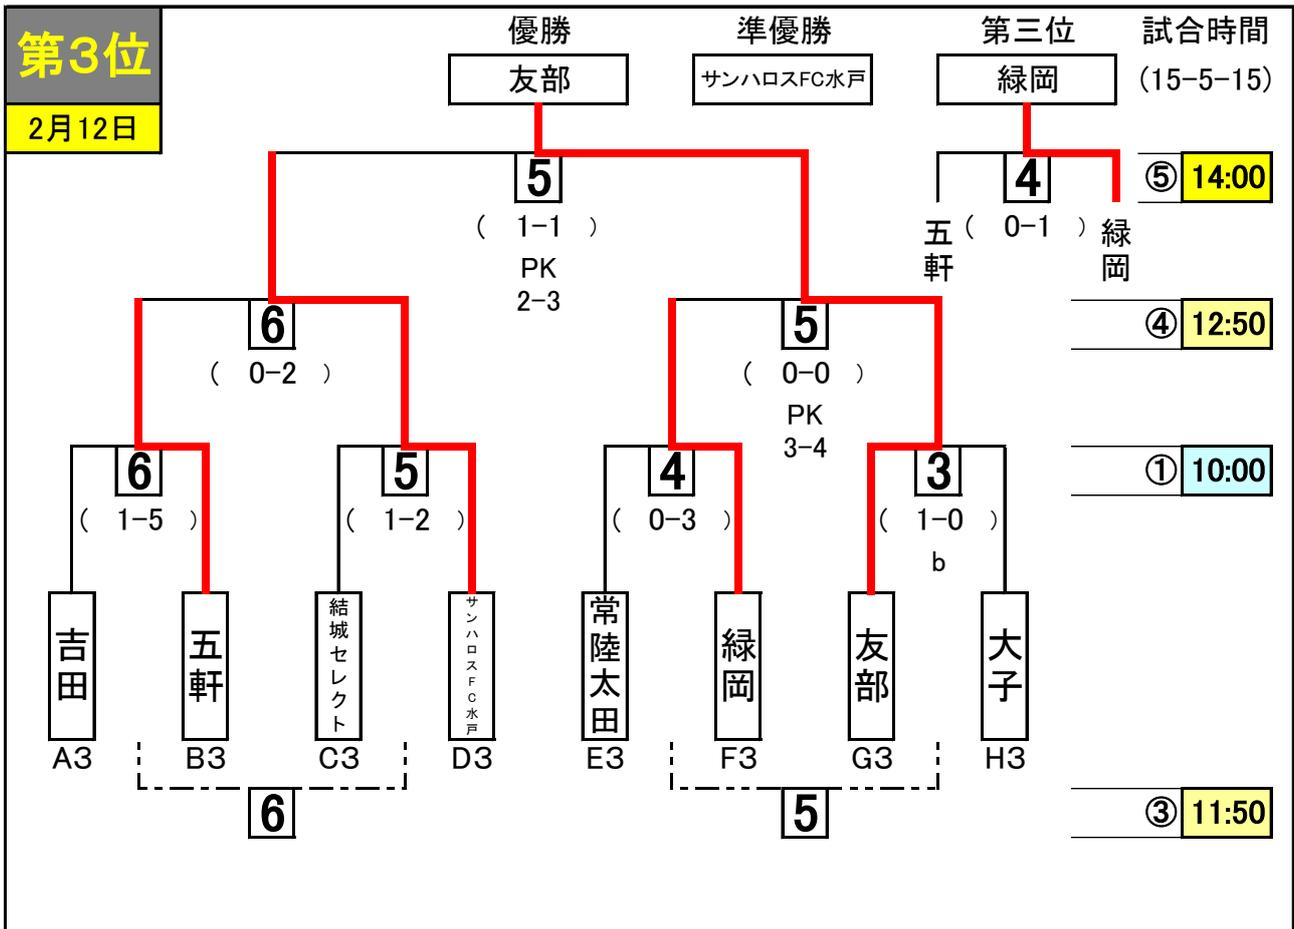 第3位
2月12日
優勝
友部
準優勝
サンハロスFC水戸
第三位
緑岡
試合時間
(15-5-15)
5
( 1-1 )
PK
2-3
4
五軒
( 0-1 )
緑岡
⑤ 14:00
6
( 0-2 )
5
( 0-0 )
PK
3-4
④ 12:50
6
( 1-5 )
5
( 1-2 )
4
( 0-3 )
3
( 1-0 )
b
① 10:00
吉田
五軒
結城セレクト
サンハロスFC水戸
常陸太田
緑岡
友部
大子
A3 B3 C3 D3 E3 F3 G3 H3
6
5
③ 11:50